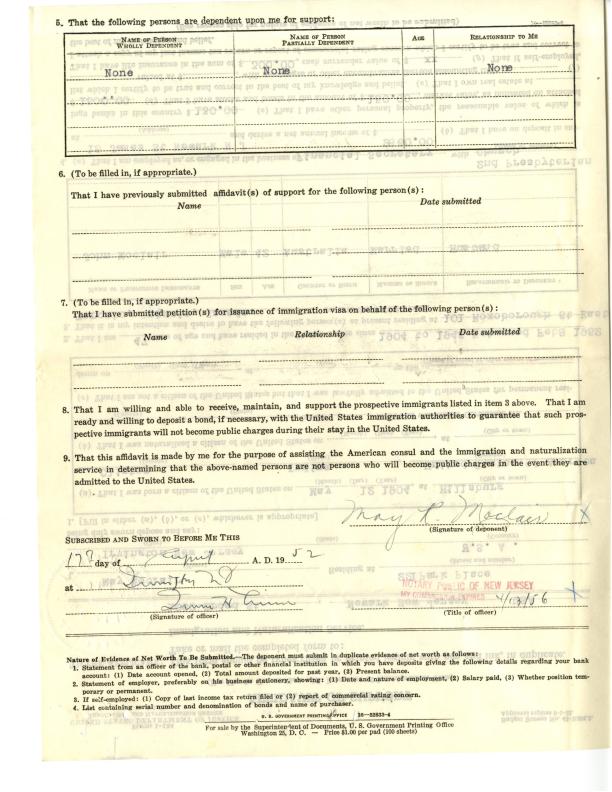 5. That the following persons are dependent upon me for support:
NAME OF PERSON WHOLLY DEPENDENT
NAME OF PERSON PARTIALLY DEPENDENT
AGE
RELATIONSHIP TO ME
None
None
None
6. (To be filled in, if appropriate.)
That I have previously submitted affidavit(s) of support for the following person(s):
Name
Date submitted
7. (To be filled in, if appropriate.)
That I have submitted petition(s) for issuance of immigration visa on behalf of the following person(s):
Name
Relationship
Date submitted
8. That I am willing and able to receive, maintain, and support the prospective immigrants listed in item 3 above. That I am
ready and willing to deposit a bond, if necessary, with the United States immigration authorities to guarantee that such pros-
pective immigrants will not become public charges during their stay in the United States.
9. That this affidavit is made by me for the purpose of assisting the American consul and the immigration and naturalization
service in determining that the above-named persons are not persons who will become public charges in the event they are
admitted to the United States.
May R Moclair X
(Signature of deponent)
SUBSCRIBED AND SWORN TO BEFORE ME THIS
day of A. D. 19 52
at
NOTARY PUBLIC OF NEW JERSEY
MY COMMISSION EXPIRES
(Signature of officer)
(Title of officer)
Nature of Evidence of Net Worth To Be Submitted.—The deponent must submit in duplicate evidence of net worth as follows:
1. Statement from an officer of the bank, postal or other financial institution in which you have deposits giving the following details regarding your bank
account: (1) Date account opened, (2) Total amount deposited for past year, (3) Present balance.
2. Statement of employer, preferably on his business stationery, showing: (1) Date and nature of employment, (2) Salary paid, (3) Whether position tem-
porary or permanent.
3. If self-employed: (1) Copy of last income tax return filed or (2) report of commercial rating concern.
4. List containing serial number and denomination of bonds and name of purchaser.
U. S. GOVERNMENT PRINTING OFFICE 16—22633-4
For sale by the Superintendent of Documents, U. S. Government Printing Office
Washington 25, D. C. — Price $1.00 per pad (100 sheets)